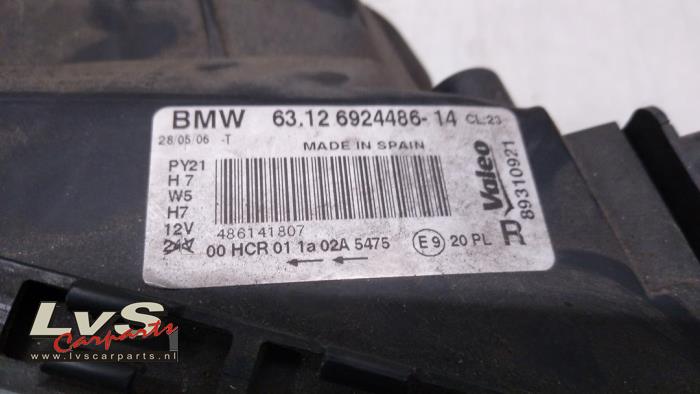 BMW 63.12 6924486-14 CL:23
28/05/06 -T MADE IN SPAIN
PY21
H7
W5
H7
12V 486141807
24V 00 HCR 01 1a 02A 5475 E9 20 PL
Valeo
89310921
R
LvS
Carparts
www.lvscarparts.nl